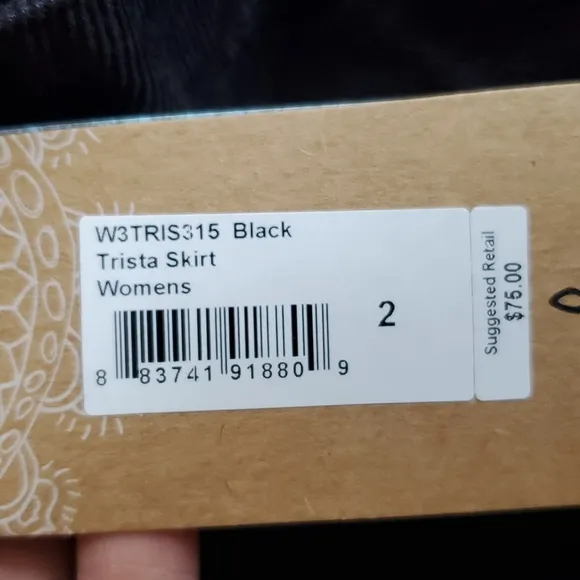 W3TRIS315 Black
Trista Skirt
Womens
2
8 83741 91880 9
Suggested Retail
$75.00